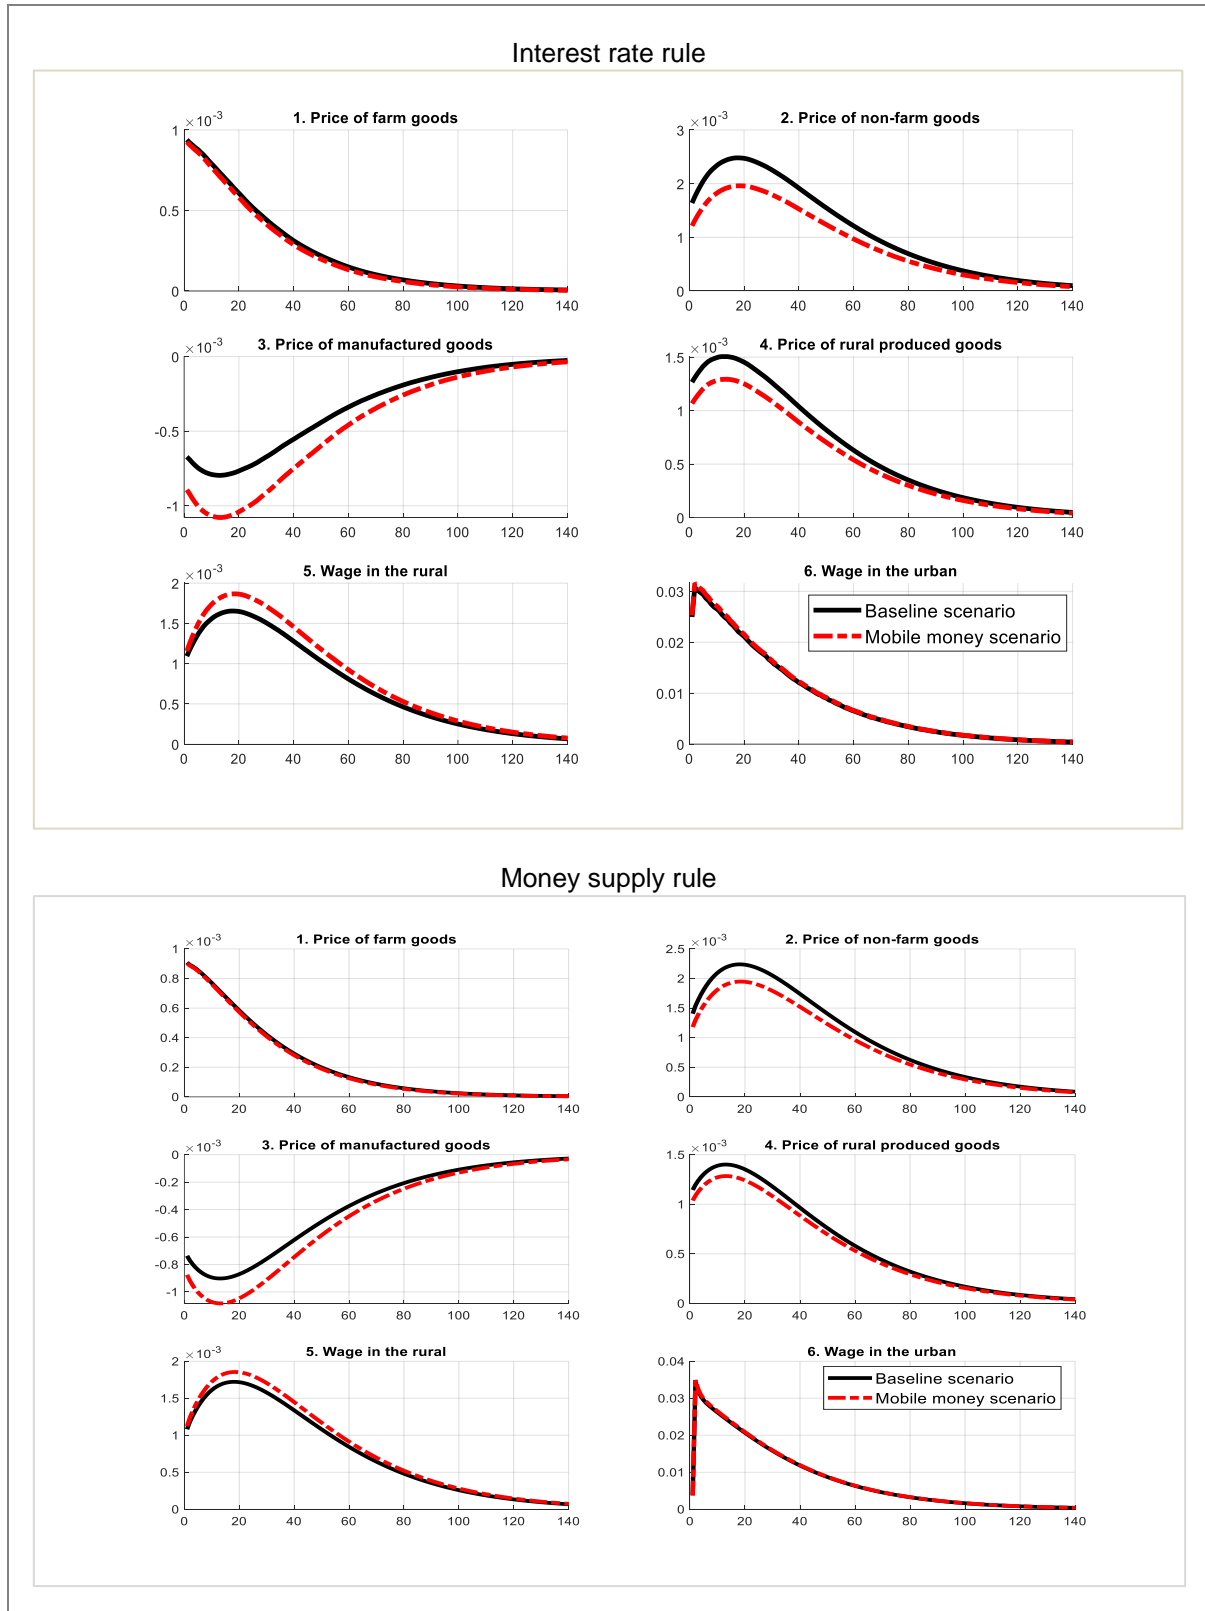 Interest rate rule
1. Price of farm goods
×10-3
1
0.5
0
0 20 40 60 80 100 120 140
2. Price of non-farm goods
×10-3
3
2
1
0
0 20 40 60 80 100 120 140
3. Price of manufactured goods
×10-3
0
-0.5
-1
0 20 40 60 80 100 120 140
4. Price of rural produced goods
×10-3
1.5
1
0.5
0
0 20 40 60 80 100 120 140
5. Wage in the rural
×10-3
2
1.5
1
0.5
0
0 20 40 60 80 100 120 140
6. Wage in the urban
0.03
0.02
0.01
0
0 20 40 60 80 100 120 140
Baseline scenario
Mobile money scenario
Money supply rule
1. Price of farm goods
×10-3
1
0.8
0.6
0.4
0.2
0
0 20 40 60 80 100 120 140
2. Price of non-farm goods
×10-3
2.5
2
1.5
1
0.5
0
0 20 40 60 80 100 120 140
3. Price of manufactured goods
×10-3
0
-0.2
-0.4
-0.6
-0.8
-1
0 20 40 60 80 100 120 140
4. Price of rural produced goods
×10-3
1.5
1
0.5
0
0 20 40 60 80 100 120 140
5. Wage in the rural
×10-3
2
1.5
1
0.5
0
0 20 40 60 80 100 120 140
6. Wage in the urban
0.04
0.03
0.02
0.01
0
0 20 40 60 80 100 120 140
Baseline scenario
Mobile money scenario